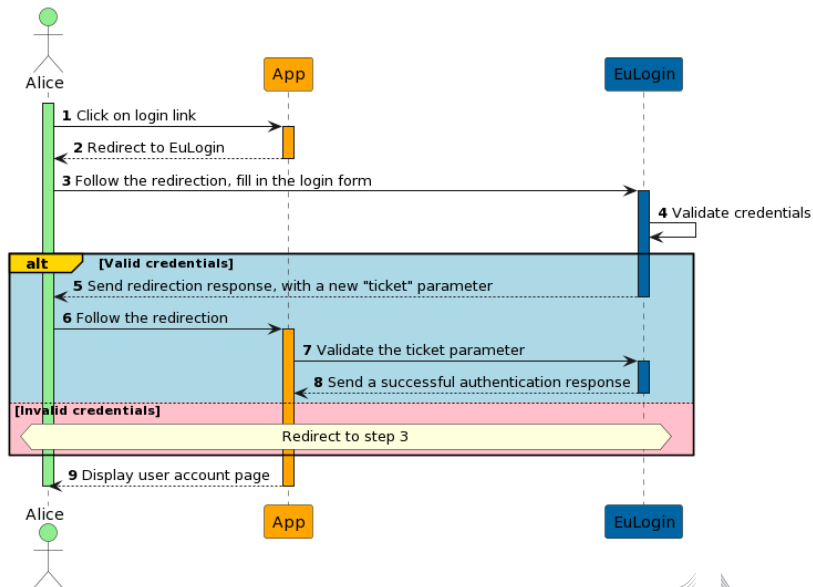 Alice
App
EuLogin
1 Click on login link
2 Redirect to EuLogin
3 Follow the redirection, fill in the login form
4 Validate credentials
alt [Valid credentials]
5 Send redirection response, with a new "ticket" parameter
6 Follow the redirection
7 Validate the ticket parameter
8 Send a successful authentication response
[Invalid credentials]
Redirect to step 3
9 Display user account page
Alice
App
EuLogin